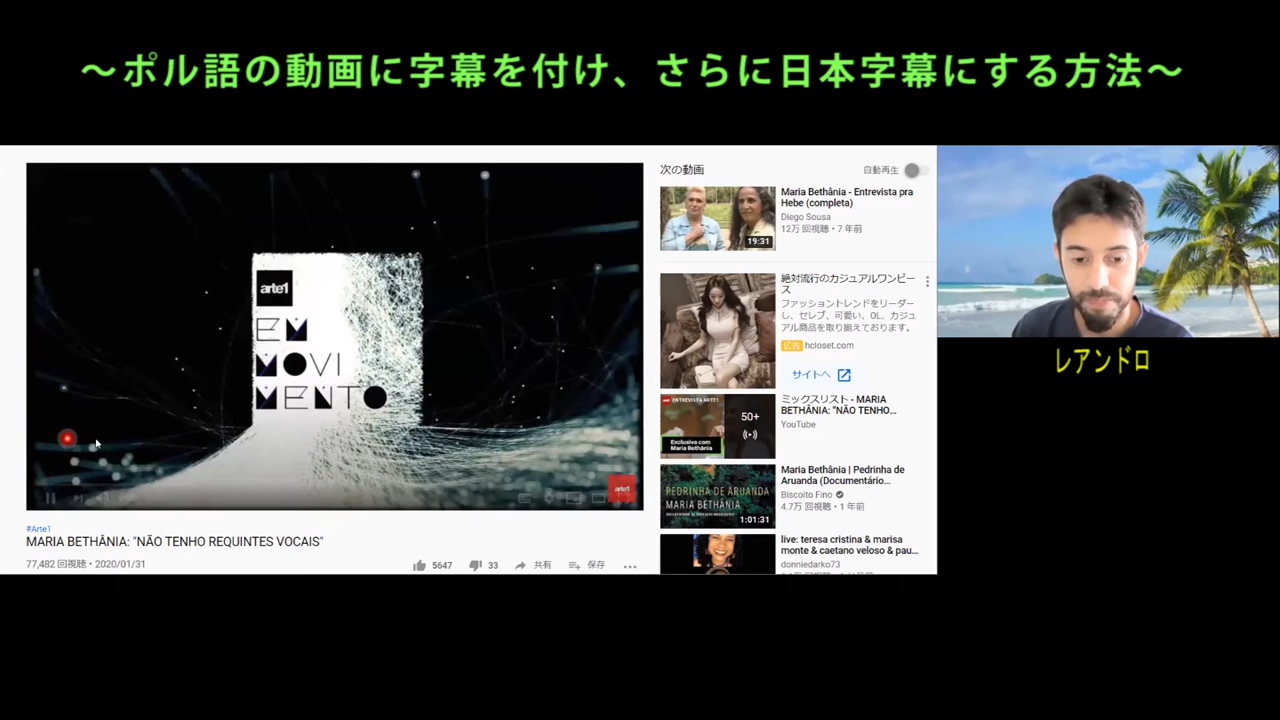 ～ポル語の動画に字幕を付け、さらに日本字幕にする方法～
arte1
EM
MOVI
MENTO
arte1
#Arte1
MARIA BETHÂNIA: "NÃO TENHO REQUINTES VOCAIS"
77,482 回視聴・2020/01/31
5647
33
共有
保存
次の動画
自動再生
19:31
Maria Bethânia - Entrevista pra
Hebe (completa)
Diego Sousa
12万 回視聴・7 年前
絶対流行のカジュアルワンピー
ス
ファッショントレンドをリーダー
し、セレブ、可愛い、OL、カジュ
アル商品を取り揃えております。
広告 hcloset.com
サイトへ
ENTREVISTA ARTE1
Exclusiva com
Maria Bethânia
50+
ミックスリスト - MARIA
BETHÂNIA: "NÃO TENHO...
YouTube
PEDRINHA DE ARUANDA
MARIA BETHÂNIA
1:01:31
Maria Bethânia | Pedrinha de
Aruanda (Documentário...
Biscoito Fino
4.7万 回視聴・1 年前
live: teresa cristina & marisa
monte & caetano veloso & pau...
donniedarko73
レアンドロ